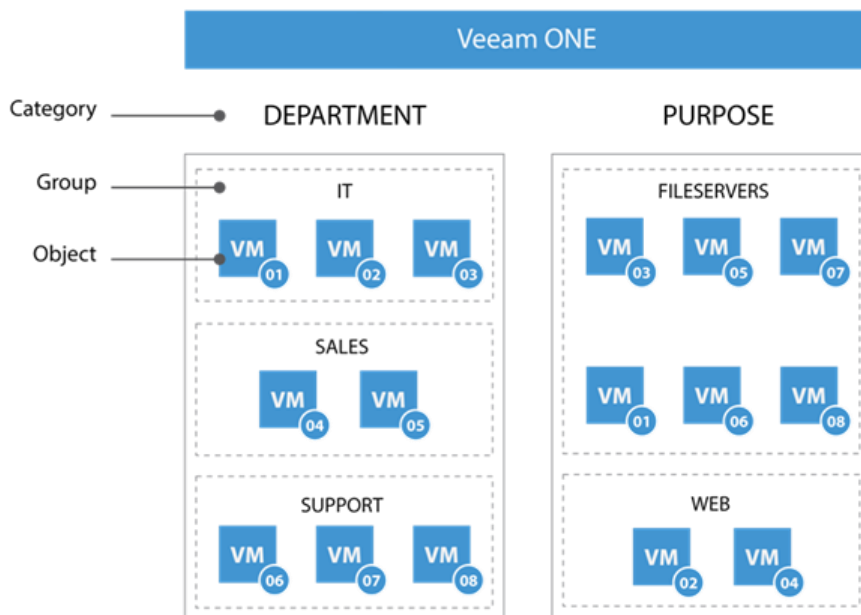 Veeam ONE
Category
DEPARTMENT
PURPOSE
Group
IT
FILESERVERS
Object
VM 01
VM 02
VM 03
VM 03
VM 05
VM 07
SALES
VM 04
VM 05
VM 01
VM 06
VM 08
SUPPORT
WEB
VM 06
VM 07
VM 08
VM 02
VM 04